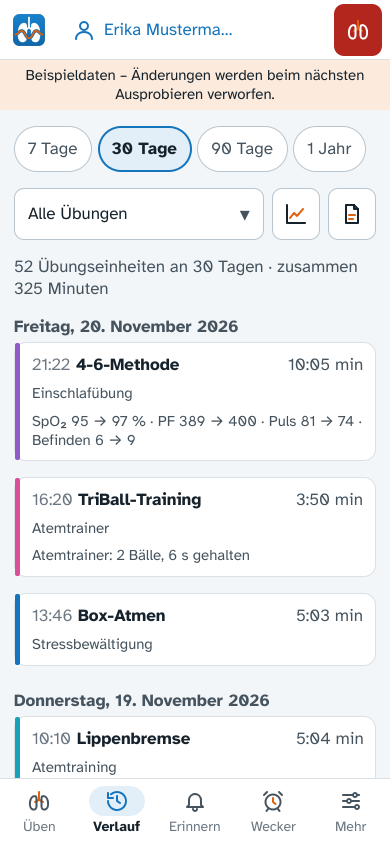 Erika Musterma...
Beispieldaten – Änderungen werden beim nächsten
Ausprobieren verworfen.
7 Tage
30 Tage
90 Tage
1 Jahr
Alle Übungen
52 Übungseinheiten an 30 Tagen · zusammen
325 Minuten
Freitag, 20. November 2026
21:22 4-6-Methode 10:05 min
Einschlafübung
SpO₂ 95 → 97 % · PF 389 → 400 · Puls 81 → 74 ·
Befinden 6 → 9
16:20 TriBall-Training 3:50 min
Atemtrainer
Atemtrainer: 2 Bälle, 6 s gehalten
13:46 Box-Atmen 5:03 min
Stressbewältigung
Donnerstag, 19. November 2026
10:10 Lippenbremse 5:04 min
Atemtraining
Üben
Verlauf
Erinnern
Wecker
Mehr